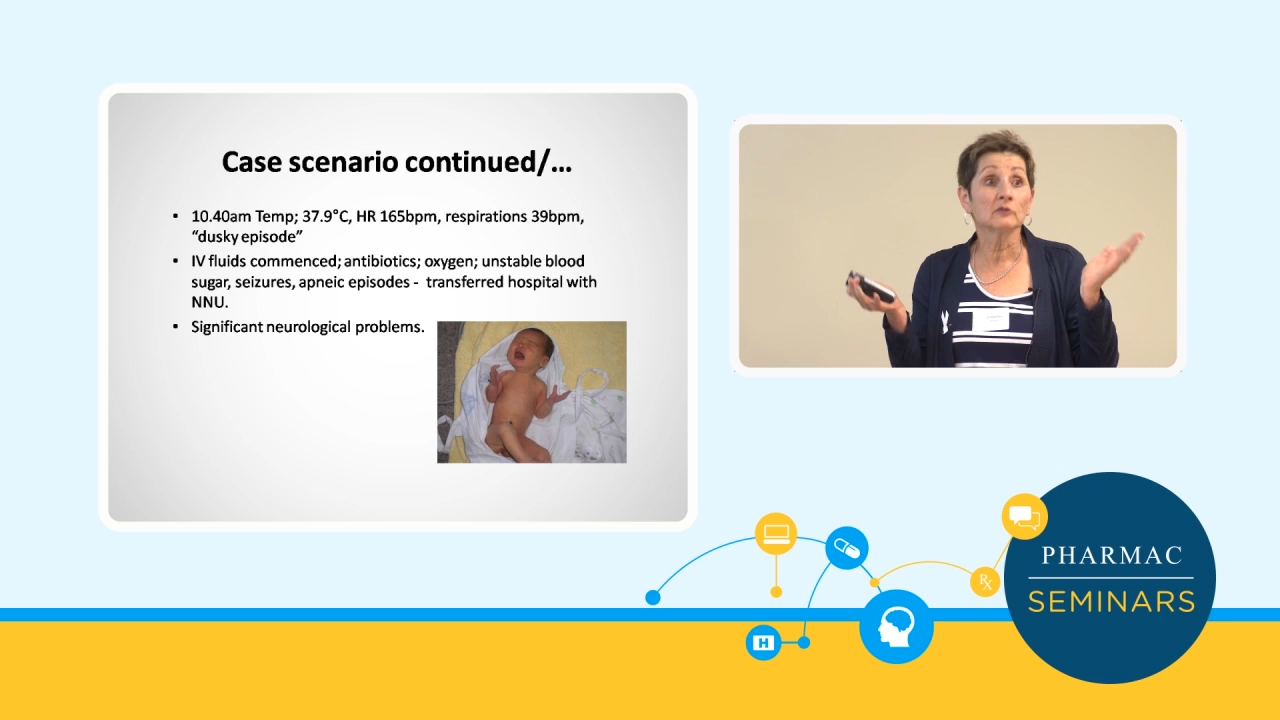 Case scenario continued/...
▪ 10.40am Temp; 37.9°C, HR 165bpm, respirations 39bpm,
“dusky episode”
▪ IV fluids commenced; antibiotics; oxygen; unstable blood
sugar, seizures, apneic episodes - transferred hospital with
NNU.
▪ Significant neurological problems.
H
Rx
PHARMAC
SEMINARS